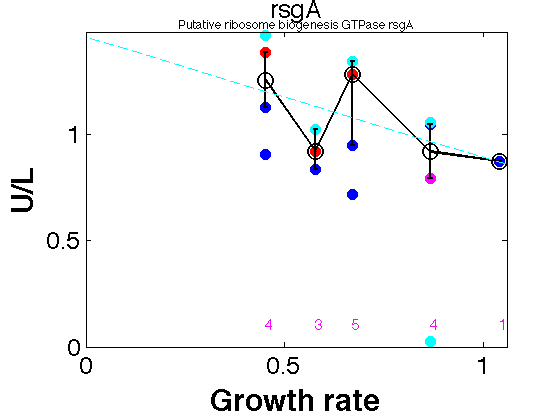 rsgA
Putative ribosome biogenesis GTPase rsgA
1
0.5
0
U/L
4 3 5 4 1
0 0.5 1
Growth rate